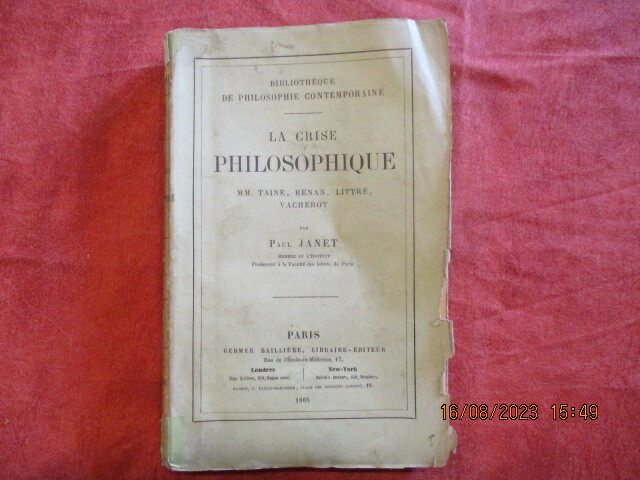 BIBLIOTHÈQUE
DE PHILOSOPHIE CONTEMPORAINE
LA CRISE
PHILOSOPHIQUE
MM. TAINE, RENAN, LITTRÉ,
VACHEROT
PAR
PAUL JANET
MEMBRE DE L'INSTITUT
Professeur à la Faculté des lettres de Paris
PARIS
GERMER BAILLIÈRE, LIBRAIRE-ÉDITEUR
Rue de l'École-de-Médecine, 17.
Londres
New-York
1865
16/08/2023 15:49